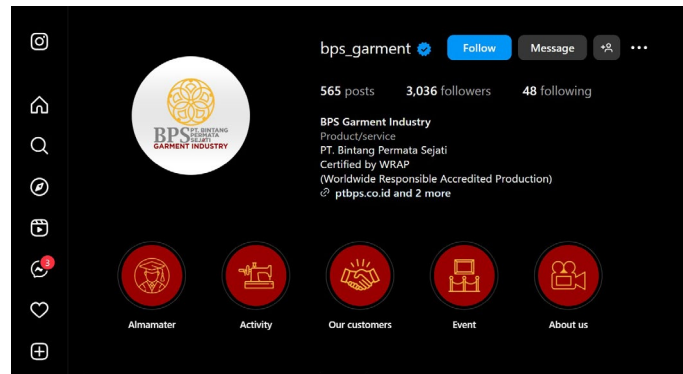 bps_garment Follow Message
565 posts 3,036 followers 48 following
BPS Garment Industry
Product/service
PT. Bintang Permata Sejati
Certified by WRAP
(Worldwide Responsible Accredited Production)
ptbps.co.id and 2 more
BPS PT. BINTANG
PERMATA
SEJATI
GARMENT INDUSTRY
3
Almamater Activity Our customers Event About us